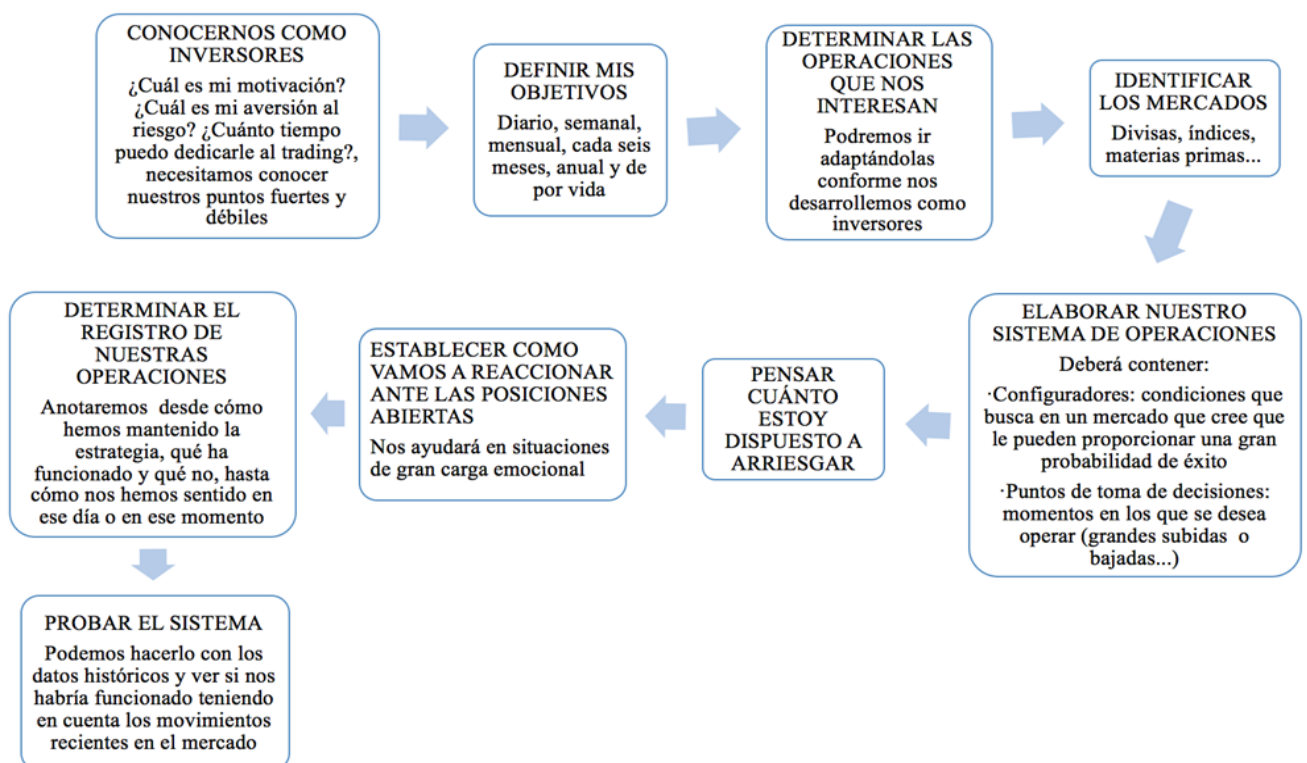 CONOCERNOS COMO
INVERSORES
¿Cuál es mi motivación?
¿Cuál es mi aversión al
riesgo? ¿Cuánto tiempo
puedo dedicarle al trading?,
necesitamos conocer
nuestros puntos fuertes y
débiles
DEFINIR MIS
OBJETIVOS
Diario, semanal,
mensual, cada seis
meses, anual y de
por vida
DETERMINAR LAS
OPERACIONES
QUE NOS
INTERESAN
Podremos ir
adaptándolas
conforme nos
desarrollemos como
inversores
IDENTIFICAR
LOS MERCADOS
Divisas, índices,
materias primas...
ELABORAR NUESTRO
SISTEMA DE OPERACIONES
Deberá contener:
·Configuradores: condiciones que
busca en un mercado que cree que
le pueden proporcionar una gran
probabilidad de éxito
·Puntos de toma de decisiones:
momentos en los que se desea
operar (grandes subidas o
bajadas...)
PENSAR
CUÁNTO
ESTOY
DISPUESTO A
ARRIESGAR
ESTABLECER COMO
VAMOS A REACCIONAR
ANTE LAS POSICIONES
ABIERTAS
Nos ayudará en situaciones
de gran carga emocional
DETERMINAR EL
REGISTRO DE
NUESTRAS
OPERACIONES
Anotaremos desde cómo
hemos mantenido la
estrategia, qué ha
funcionado y qué no, hasta
cómo nos hemos sentido en
ese día o en ese momento
PROBAR EL SISTEMA
Podemos hacerlo con los
datos históricos y ver si nos
habría funcionado teniendo
en cuenta los movimientos
recientes en el mercado